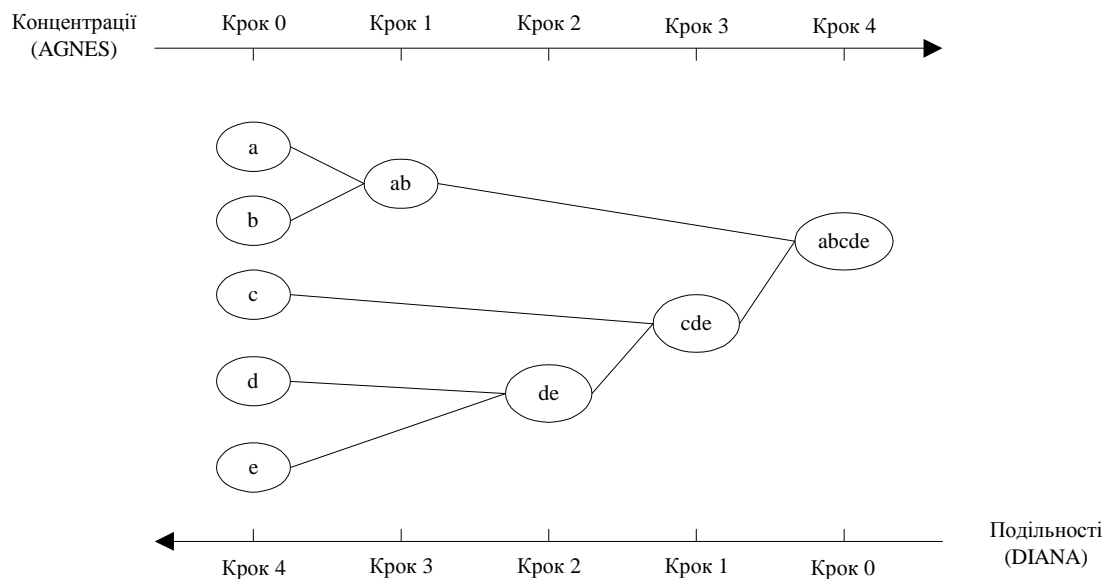 Концентрації
(AGNES)
Крок 0 Крок 1 Крок 2 Крок 3 Крок 4
a
ab
b
abcde
c
cde
d
de
e
Подільності
(DIANA)
Крок 4 Крок 3 Крок 2 Крок 1 Крок 0